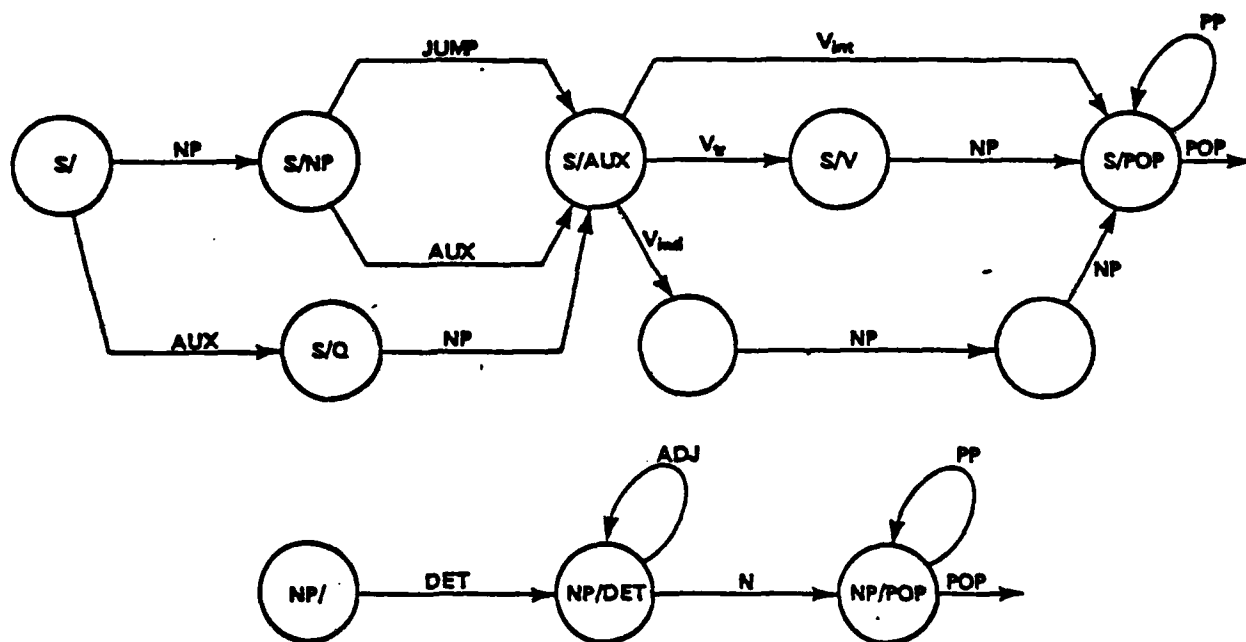 JUMP
V_int
PP
S/
NP
S/NP
S/AUX
V_tr
S/V
NP
S/POP
POP
AUX
V_ind
NP
AUX
S/Q
NP
NP
ADJ
PP
NP/
DET
NP/DET
N
NP/POP
POP